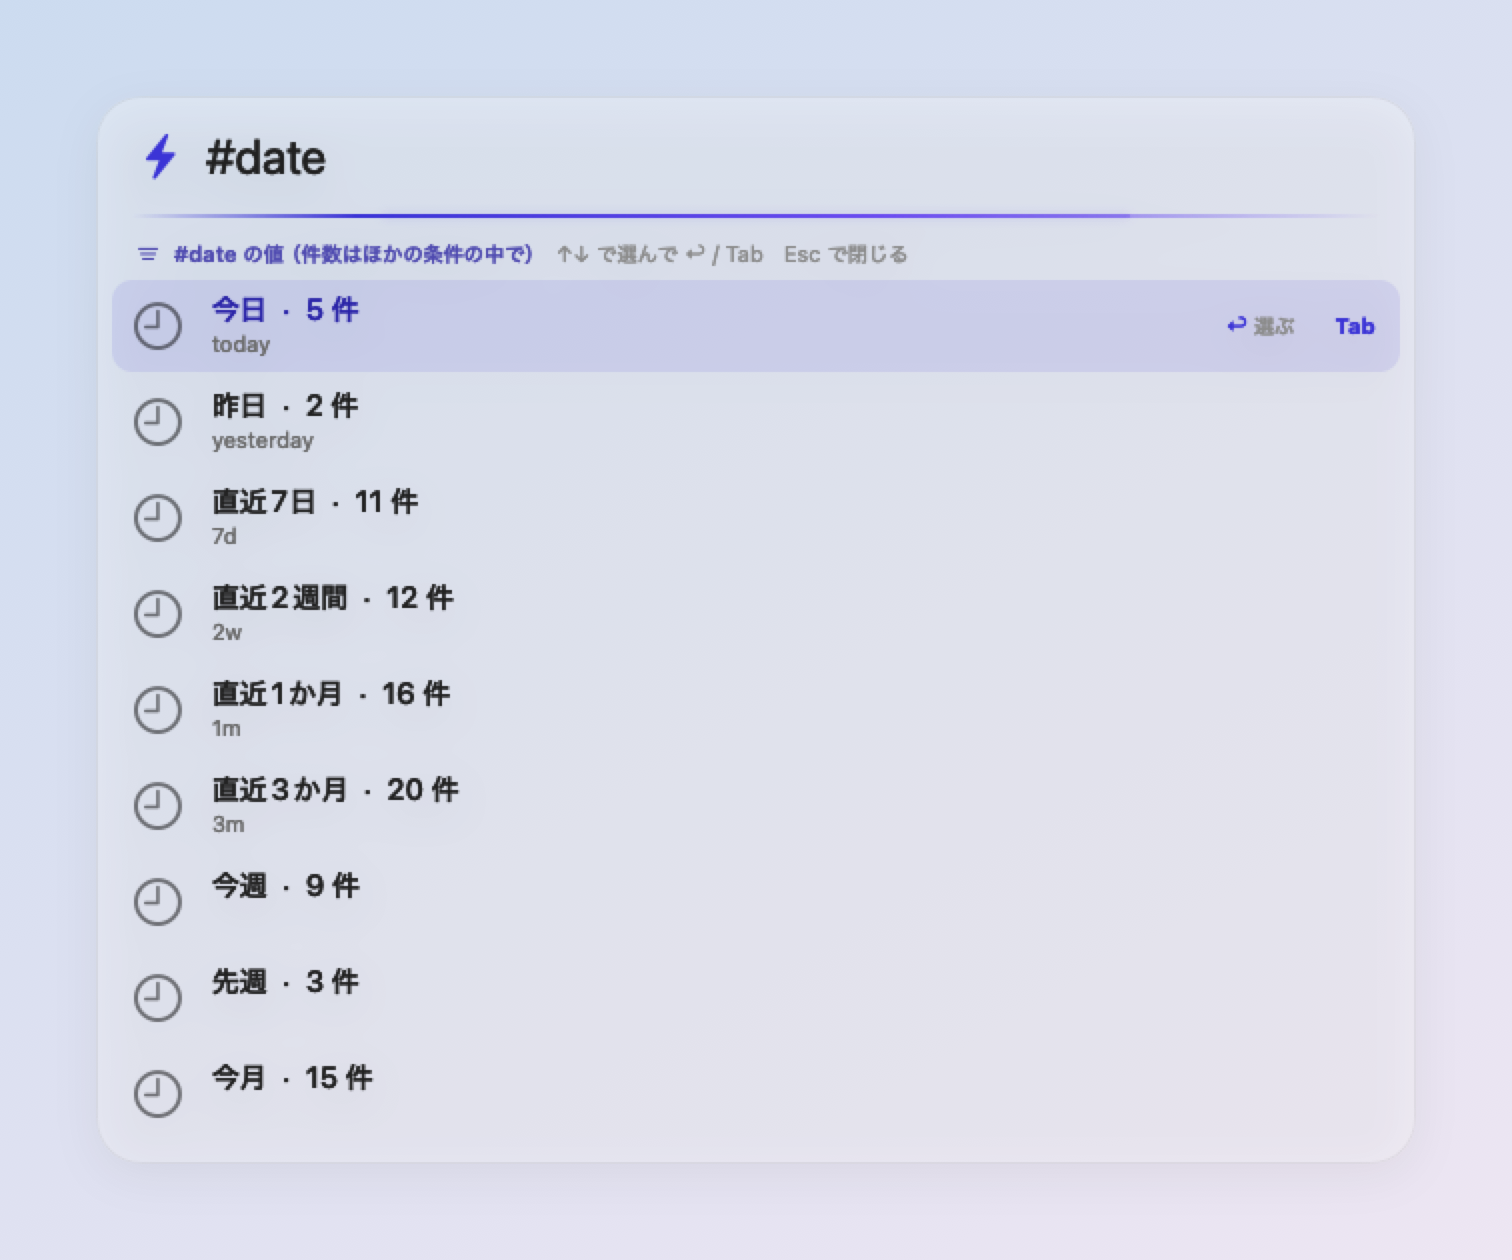 #date
#date の値（件数はほかの条件の中で） ↑↓ で選んで ↩ / Tab Esc で閉じる
今日 · 5 件
today
↩ 選ぶ Tab
昨日 · 2 件
yesterday
直近7日 · 11 件
7d
直近2週間 · 12 件
2w
直近1か月 · 16 件
1m
直近3か月 · 20 件
3m
今週 · 9 件
先週 · 3 件
今月 · 15 件